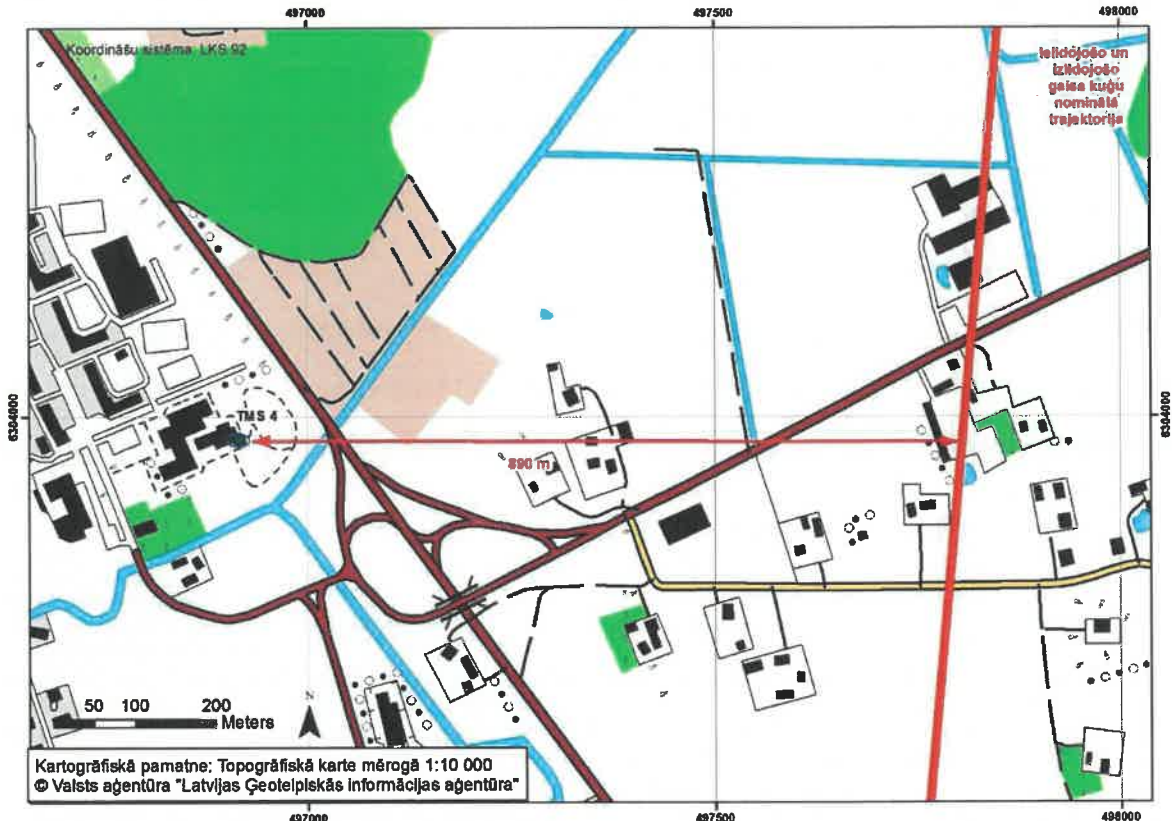 497000 497500 498000
Koordināšu sistēma LKS 92
Ielidojošo un
izlidojošo
gaisa kuģu
nominālā
trajektorija
6304000
6304000
TMS 4
890 m
N
50 100 200
Meters
Kartogrāfiskā pamatne: Topogrāfiskā karte mērogā 1:10 000
© Valsts aģentūra "Latvijas Ģeotelpiskās informācijas aģentūra"
497000 497500 498000